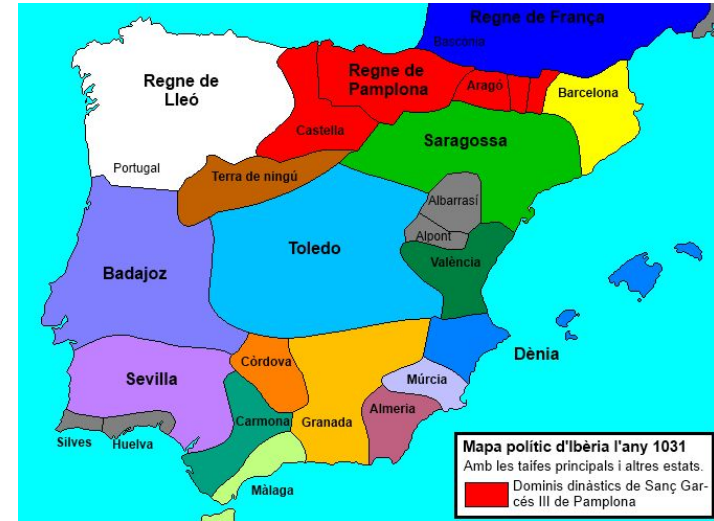 Regne de França
Bascònia
Regne de
Lleó
Regne de
Pamplona
Aragó
Barcelona
Castella
Saragossa
Portugal
Terra de ningú
Albarrasí
Alpont
Toledo
València
Badajoz
Dènia
Còrdova
Sevilla
Múrcia
Almeria
Carmona
Granada
Silves
Huelva
Màlaga
Mapa polític d'Ibèria l'any 1031
Amb les taifes principals i altres estats.
Dominis dinàstics de Sanç Gar-
cés III de Pamplona